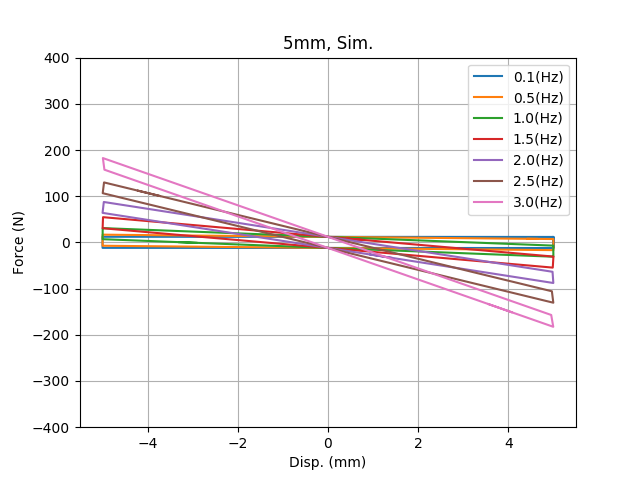 5mm, Sim.
400
300
200
100
0
−100
−200
−300
−400
Force (N)
0.1(Hz)
0.5(Hz)
1.0(Hz)
1.5(Hz)
2.0(Hz)
2.5(Hz)
3.0(Hz)
−4
−2
0
2
4
Disp. (mm)